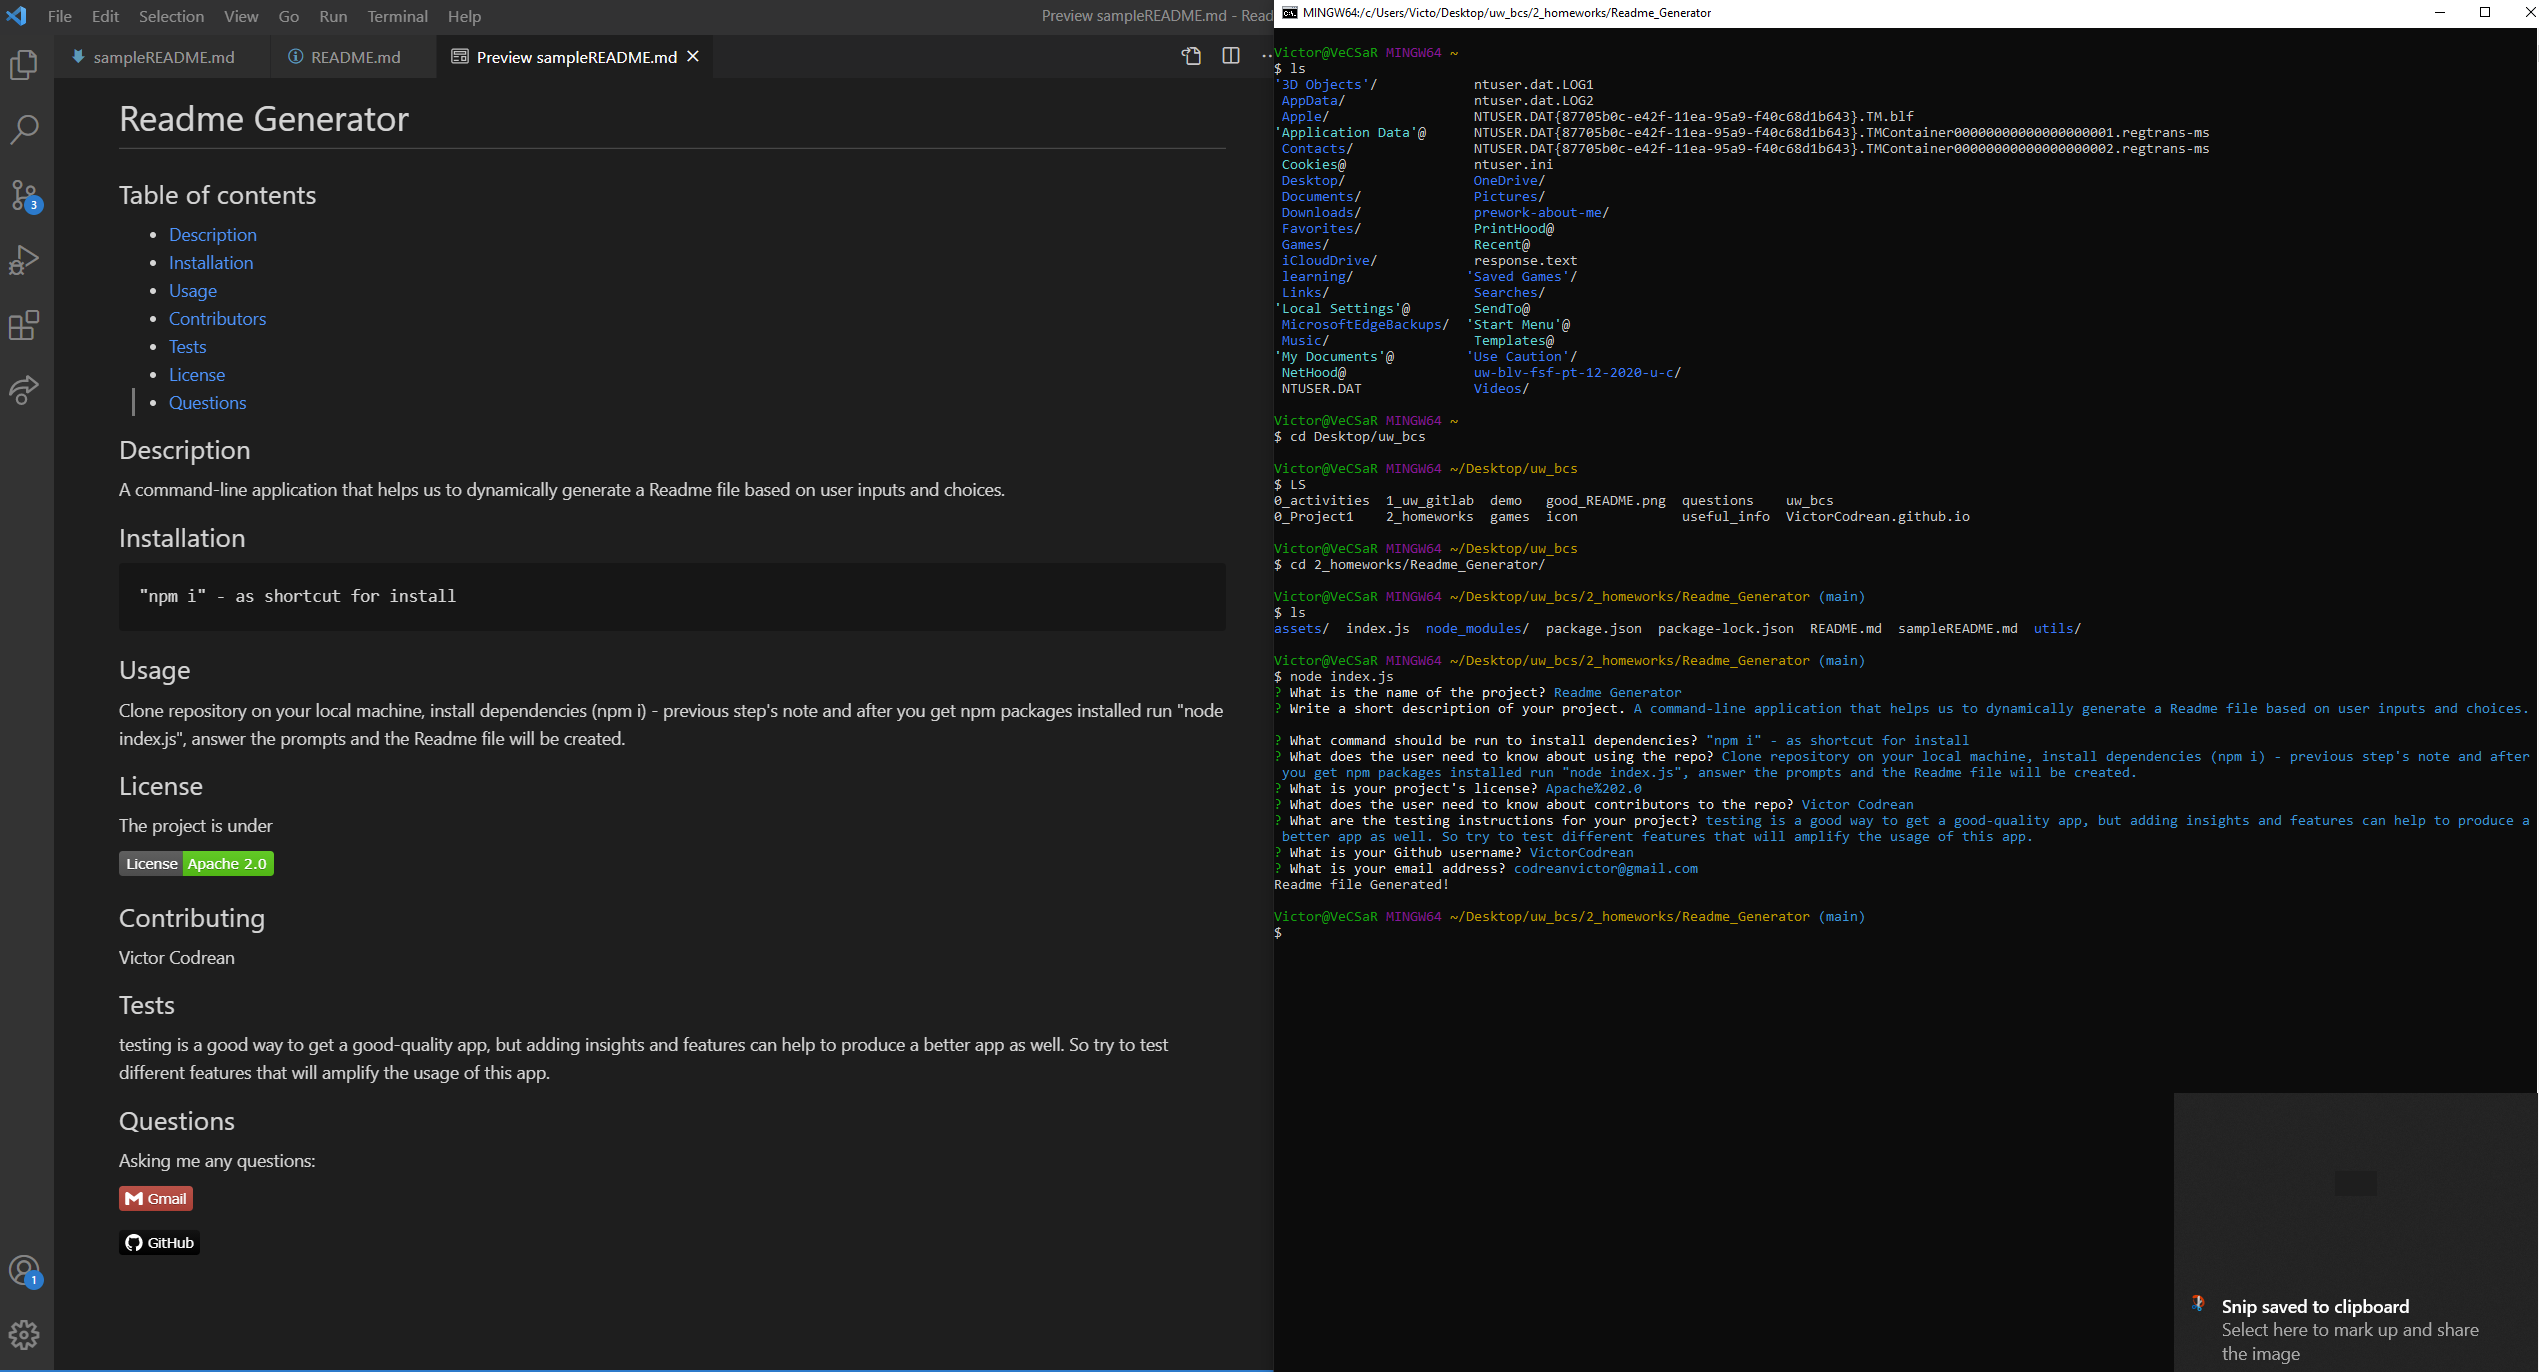 File Edit Selection View Go Run Terminal Help
Preview sampleREADME.md - Read
sampleREADME.md
README.md
Preview sampleREADME.md
3
1
Readme Generator
Table of contents
• Description
• Installation
• Usage
• Contributors
• Tests
• License
• Questions
Description
A command-line application that helps us to dynamically generate a Readme file based on user inputs and choices.
Installation
"npm i" - as shortcut for install
Usage
Clone repository on your local machine, install dependencies (npm i) - previous step's note and after you get npm packages installed run "node
index.js", answer the prompts and the Readme file will be created.
License
The project is under
License Apache 2.0
Contributing
Victor Codrean
Tests
testing is a good way to get a good-quality app, but adding insights and features can help to produce a better app as well. So try to test
different features that will amplify the usage of this app.
Questions
Asking me any questions:
Gmail
GitHub
MINGW64:/c/Users/Victo/Desktop/uw_bcs/2_homeworks/Readme_Generator
Victor@VeCSaR MINGW64 ~
$ ls
'3D Objects'/ ntuser.dat.LOG1
AppData/ ntuser.dat.LOG2
Apple/ NTUSER.DAT{87705b0c-e42f-11ea-95a9-f40c68d1b643}.TM.blf
'Application Data'@ NTUSER.DAT{87705b0c-e42f-11ea-95a9-f40c68d1b643}.TMContainer00000000000000000001.regtrans-ms
Contacts/ NTUSER.DAT{87705b0c-e42f-11ea-95a9-f40c68d1b643}.TMContainer00000000000000000002.regtrans-ms
Cookies@ ntuser.ini
Desktop/ OneDrive/
Documents/ Pictures/
Downloads/ prework-about-me/
Favorites/ PrintHood@
Games/ Recent@
iCloudDrive/ response.text
learning/ 'Saved Games'/
Links/ Searches/
'Local Settings'@ SendTo@
MicrosoftEdgeBackups/ 'Start Menu'@
Music/ Templates@
'My Documents'@ 'Use Caution'/
NetHood@ uw-blv-fsf-pt-12-2020-u-c/
NTUSER.DAT Videos/
Victor@VeCSaR MINGW64 ~
$ cd Desktop/uw_bcs
Victor@VeCSaR MINGW64 ~/Desktop/uw_bcs
$ LS
0_activities 1_uw_gitlab demo good_README.png questions uw_bcs
0_Project1 2_homeworks games icon useful_info VictorCodrean.github.io
Victor@VeCSaR MINGW64 ~/Desktop/uw_bcs
$ cd 2_homeworks/Readme_Generator/
Victor@VeCSaR MINGW64 ~/Desktop/uw_bcs/2_homeworks/Readme_Generator (main)
$ ls
assets/ index.js node_modules/ package.json package-lock.json README.md sampleREADME.md utils/
Victor@VeCSaR MINGW64 ~/Desktop/uw_bcs/2_homeworks/Readme_Generator (main)
$ node index.js
? What is the name of the project? Readme Generator
? Write a short description of your project. A command-line application that helps us to dynamically generate a Readme file based on user inputs and choices.
? What command should be run to install dependencies? "npm i" - as shortcut for install
? What does the user need to know about using the repo? Clone repository on your local machine, install dependencies (npm i) - previous step's note and after
you get npm packages installed run "node index.js", answer the prompts and the Readme file will be created.
? What is your project's license? Apache%202.0
? What does the user need to know about contributors to the repo? Victor Codrean
? What are the testing instructions for your project? testing is a good way to get a good-quality app, but adding insights and features can help to produce a
better app as well. So try to test different features that will amplify the usage of this app.
? What is your Github username? VictorCodrean
? What is your email address? codreanvictor@gmail.com
Readme file Generated!
Victor@VeCSaR MINGW64 ~/Desktop/uw_bcs/2_homeworks/Readme_Generator (main)
$
Snip saved to clipboard
Select here to mark up and share
the image